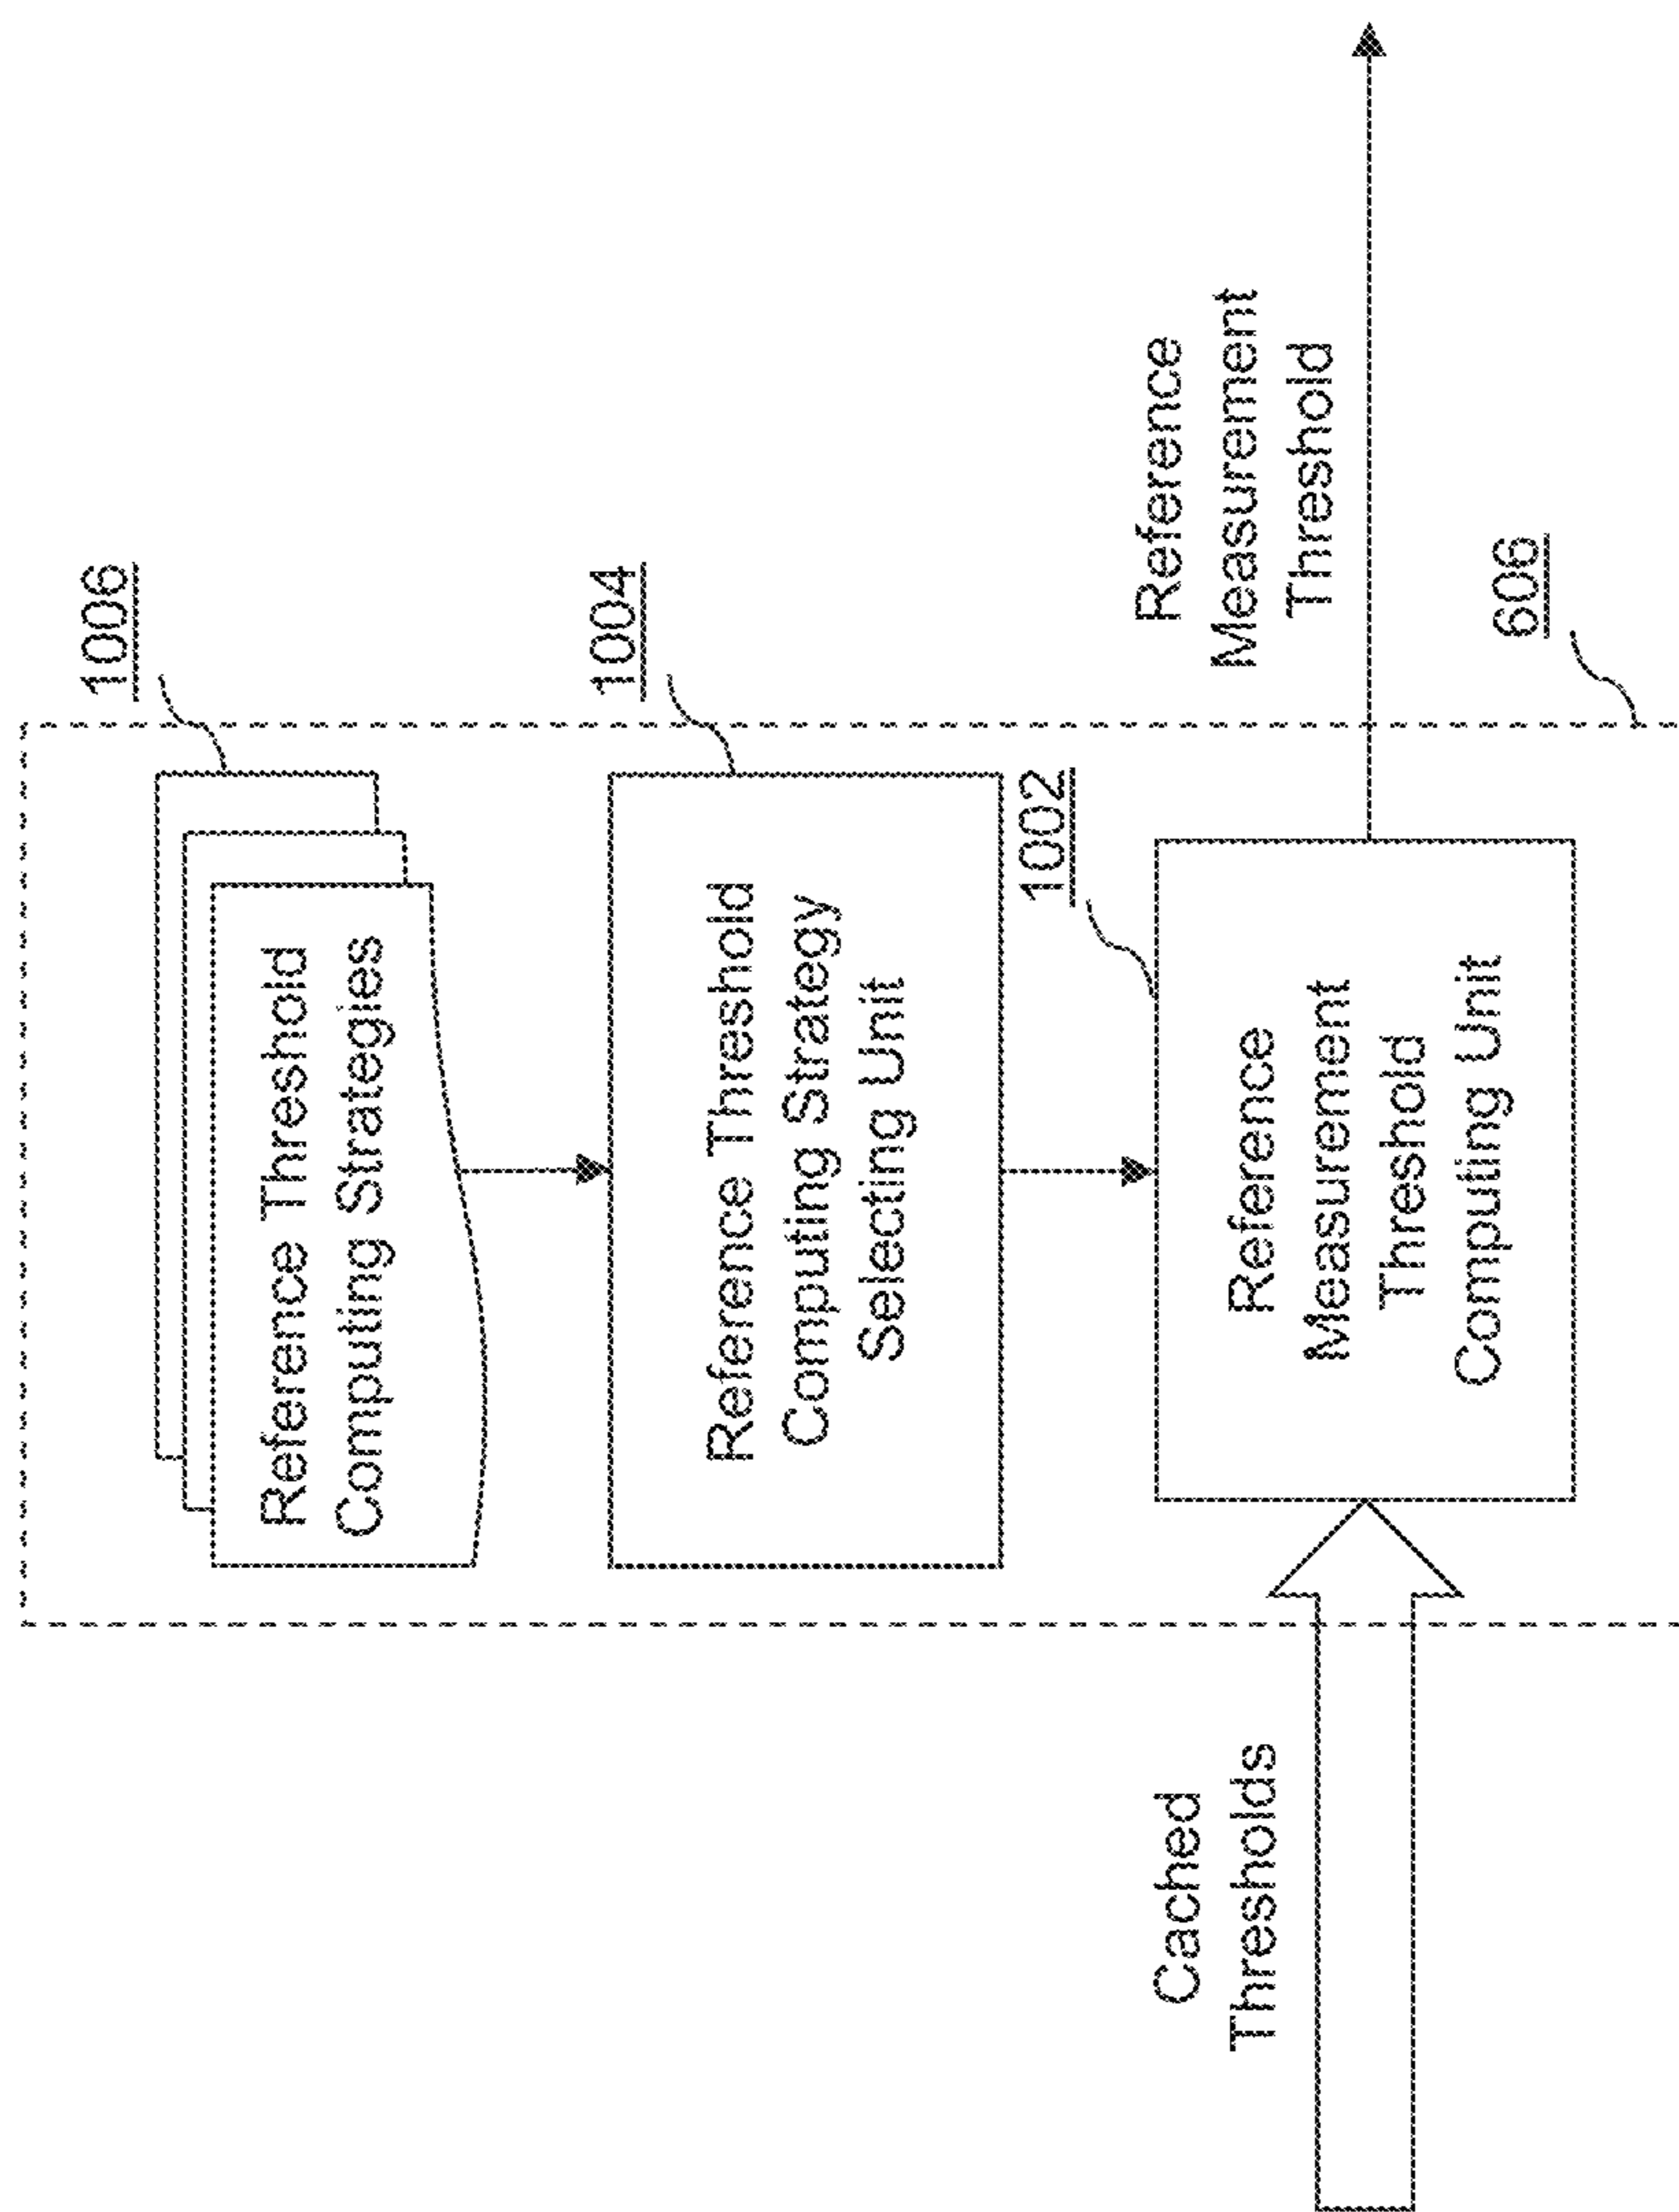 1006
Reference Threshold
Computing Strategies
1004
Reference Threshold
Computing Strategy
Selecting Unit
1002
Reference
Measurement
Threshold
Computing Unit
Cached
Thresholds
Reference
Measurement
Threshold
606